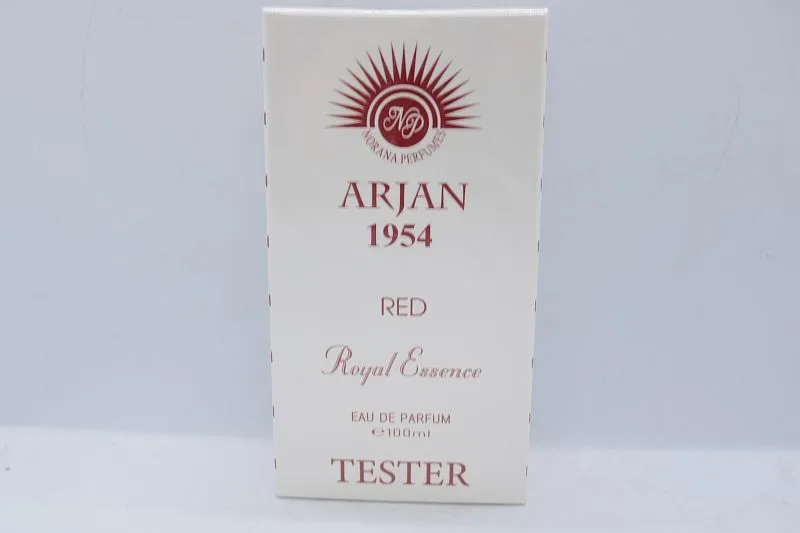 NP
NORANA PERFUMES
ARJAN
1954
RED
Royal Essence
EAU DE PARFUM
℮100ml
TESTER